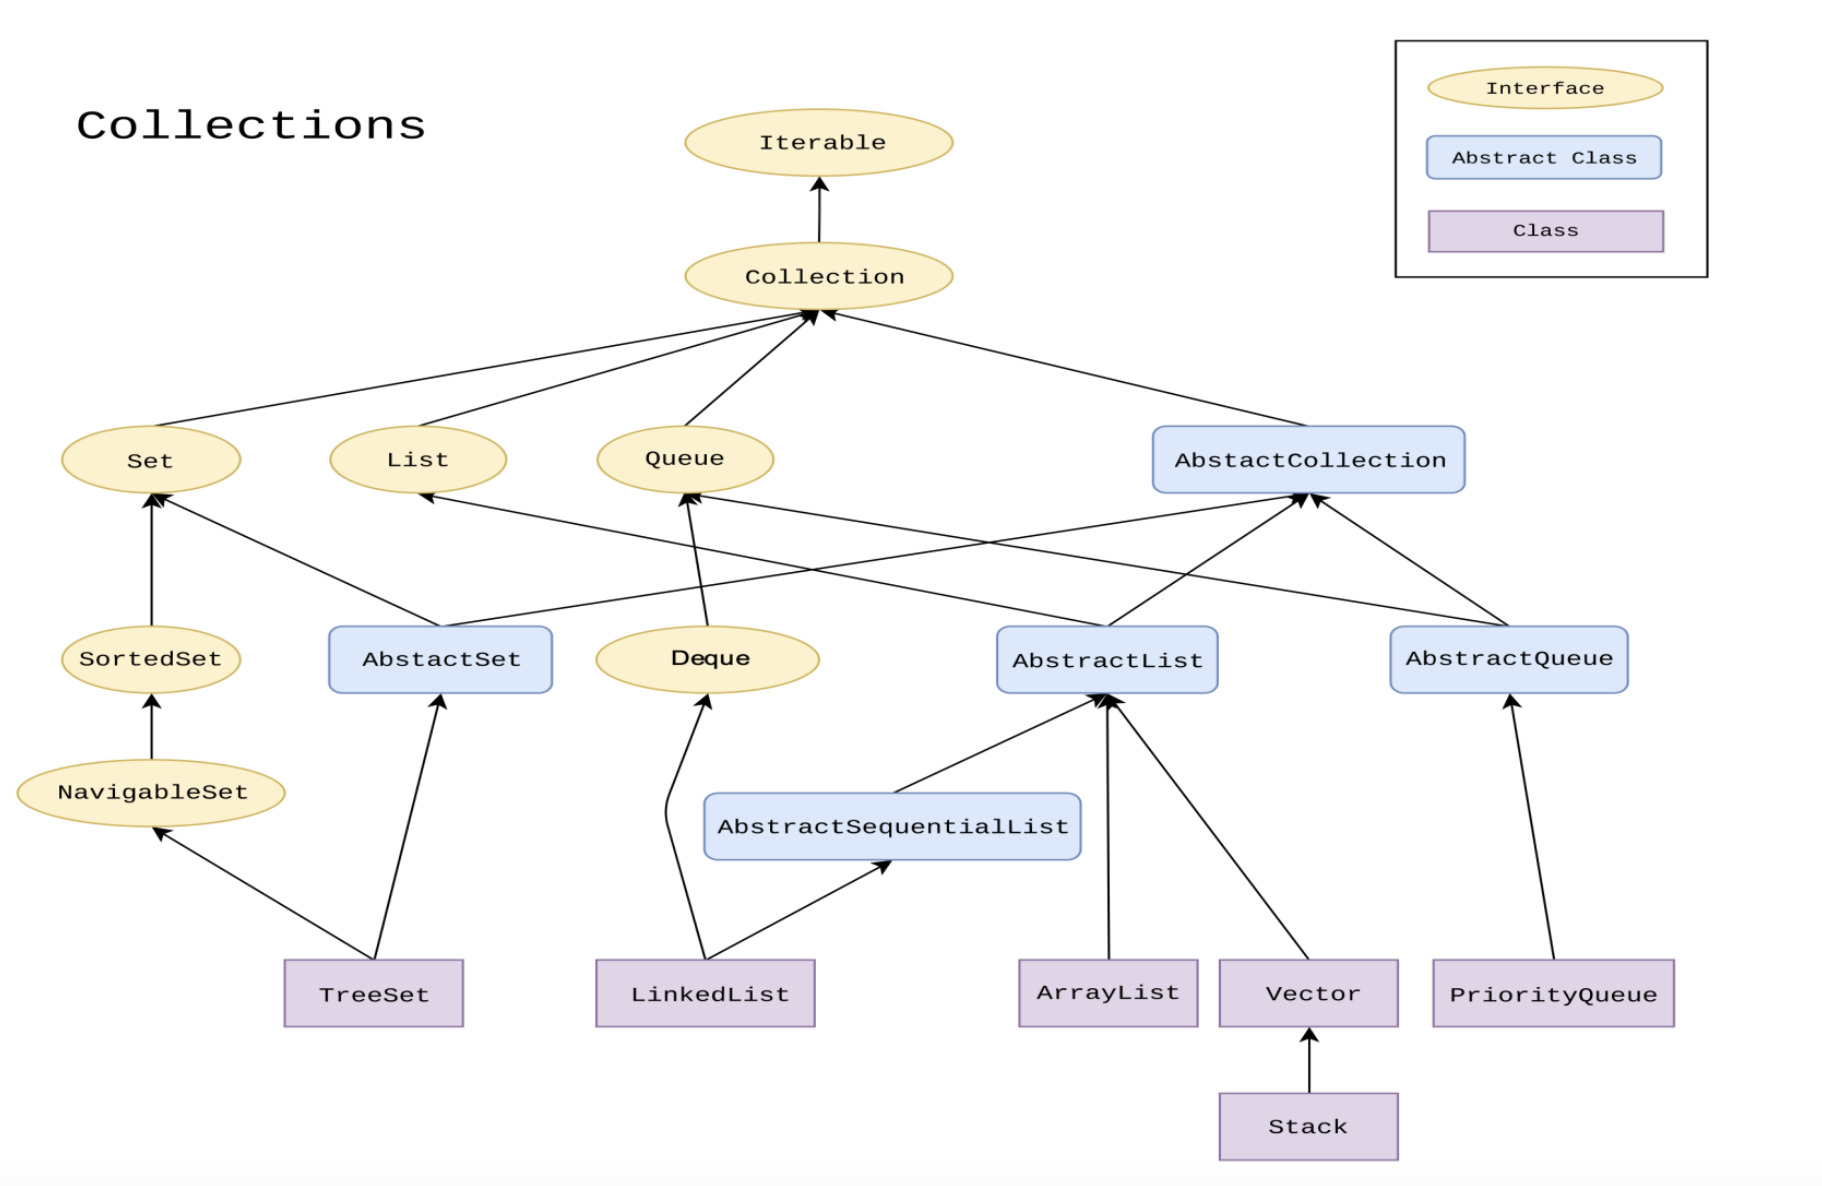 Collections
Interface
Abstract Class
Class
Iterable
Collection
Set
List
Queue
AbstactCollection
SortedSet
AbstactSet
Deque
AbstractList
AbstractQueue
NavigableSet
AbstractSequentialList
TreeSet
LinkedList
ArrayList
Vector
PriorityQueue
Stack